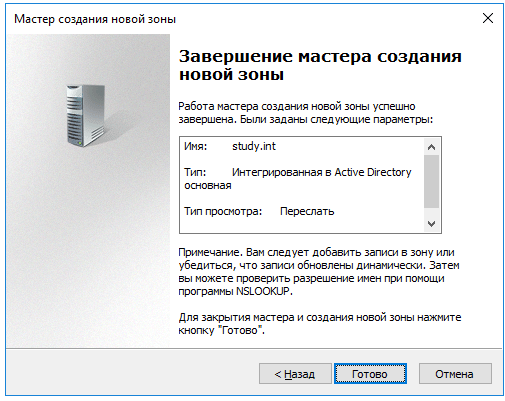 Мастер создания новой зоны
Завершение мастера создания
новой зоны
Работа мастера создания новой зоны успешно
завершена. Были заданы следующие параметры:
Имя: study.int
Тип: Интегрированная в Active Directory
основная
Тип просмотра: Переслать
Примечание. Вам следует добавить записи в зону или
убедиться, что записи обновлены динамически. Затем
вы можете проверить разрешение имен при помощи
программы NSLOOKUP.
Для закрытия мастера и создания новой зоны нажмите
кнопку "Готово".
< Назад Готово Отмена